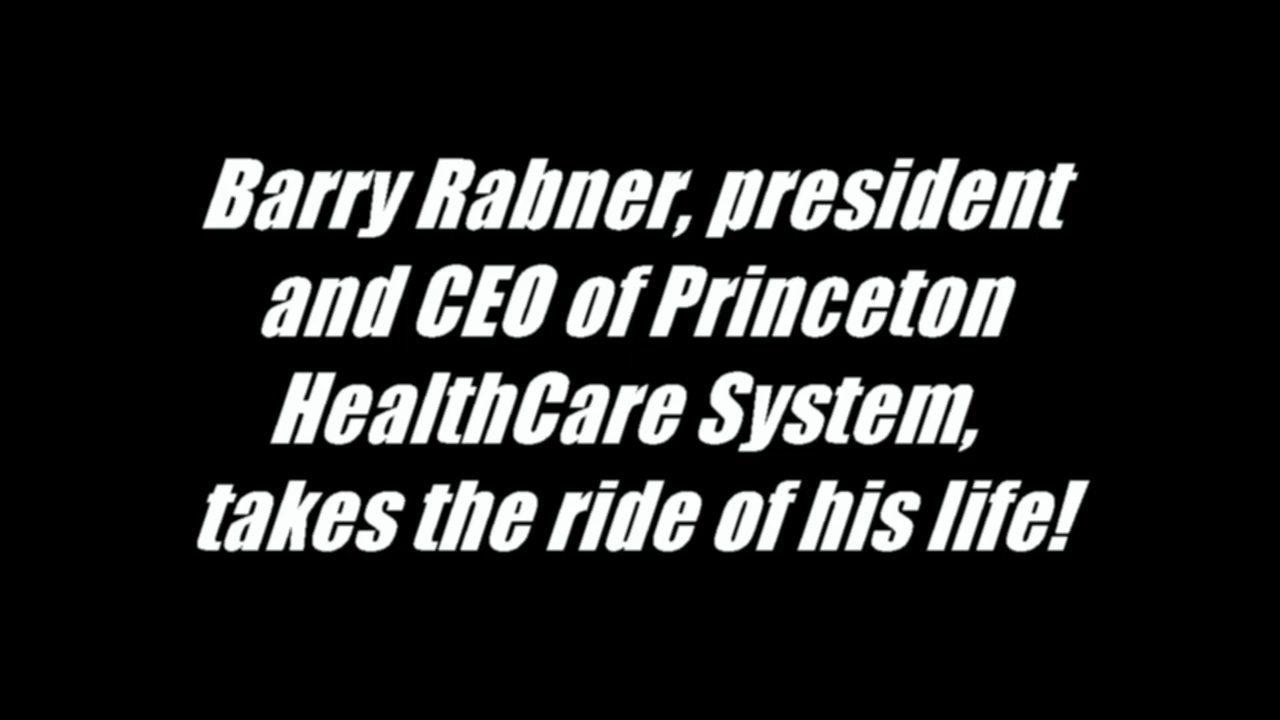 Barry Rabner, president
and CEO of Princeton
HealthCare System,
takes the ride of his life!